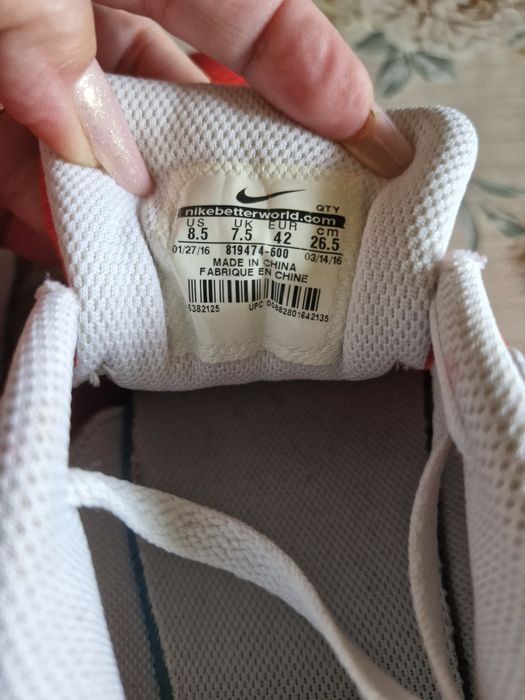 QTY
nikebetterworld.com
US UK EUR cm
8.5 7.5 42 26.5
01/27/16 819474-600 03/14/16
MADE IN CHINA
FABRIQUE EN CHINE
UPC